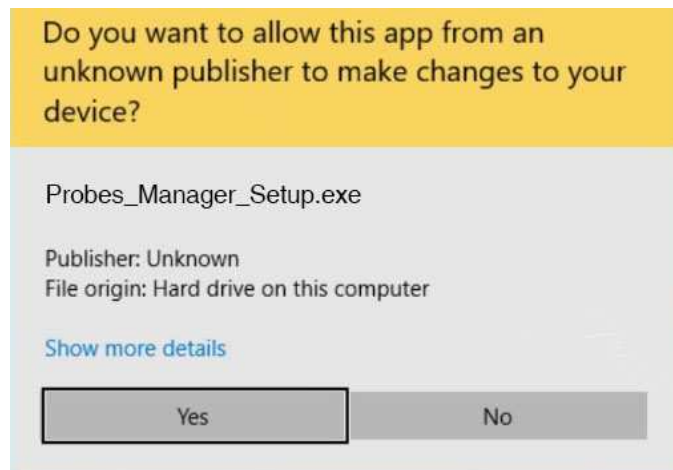 Do you want to allow this app from an
unknown publisher to make changes to your
device?
Probes_Manager_Setup.exe
Publisher: Unknown
File origin: Hard drive on this computer
Show more details
Yes
No